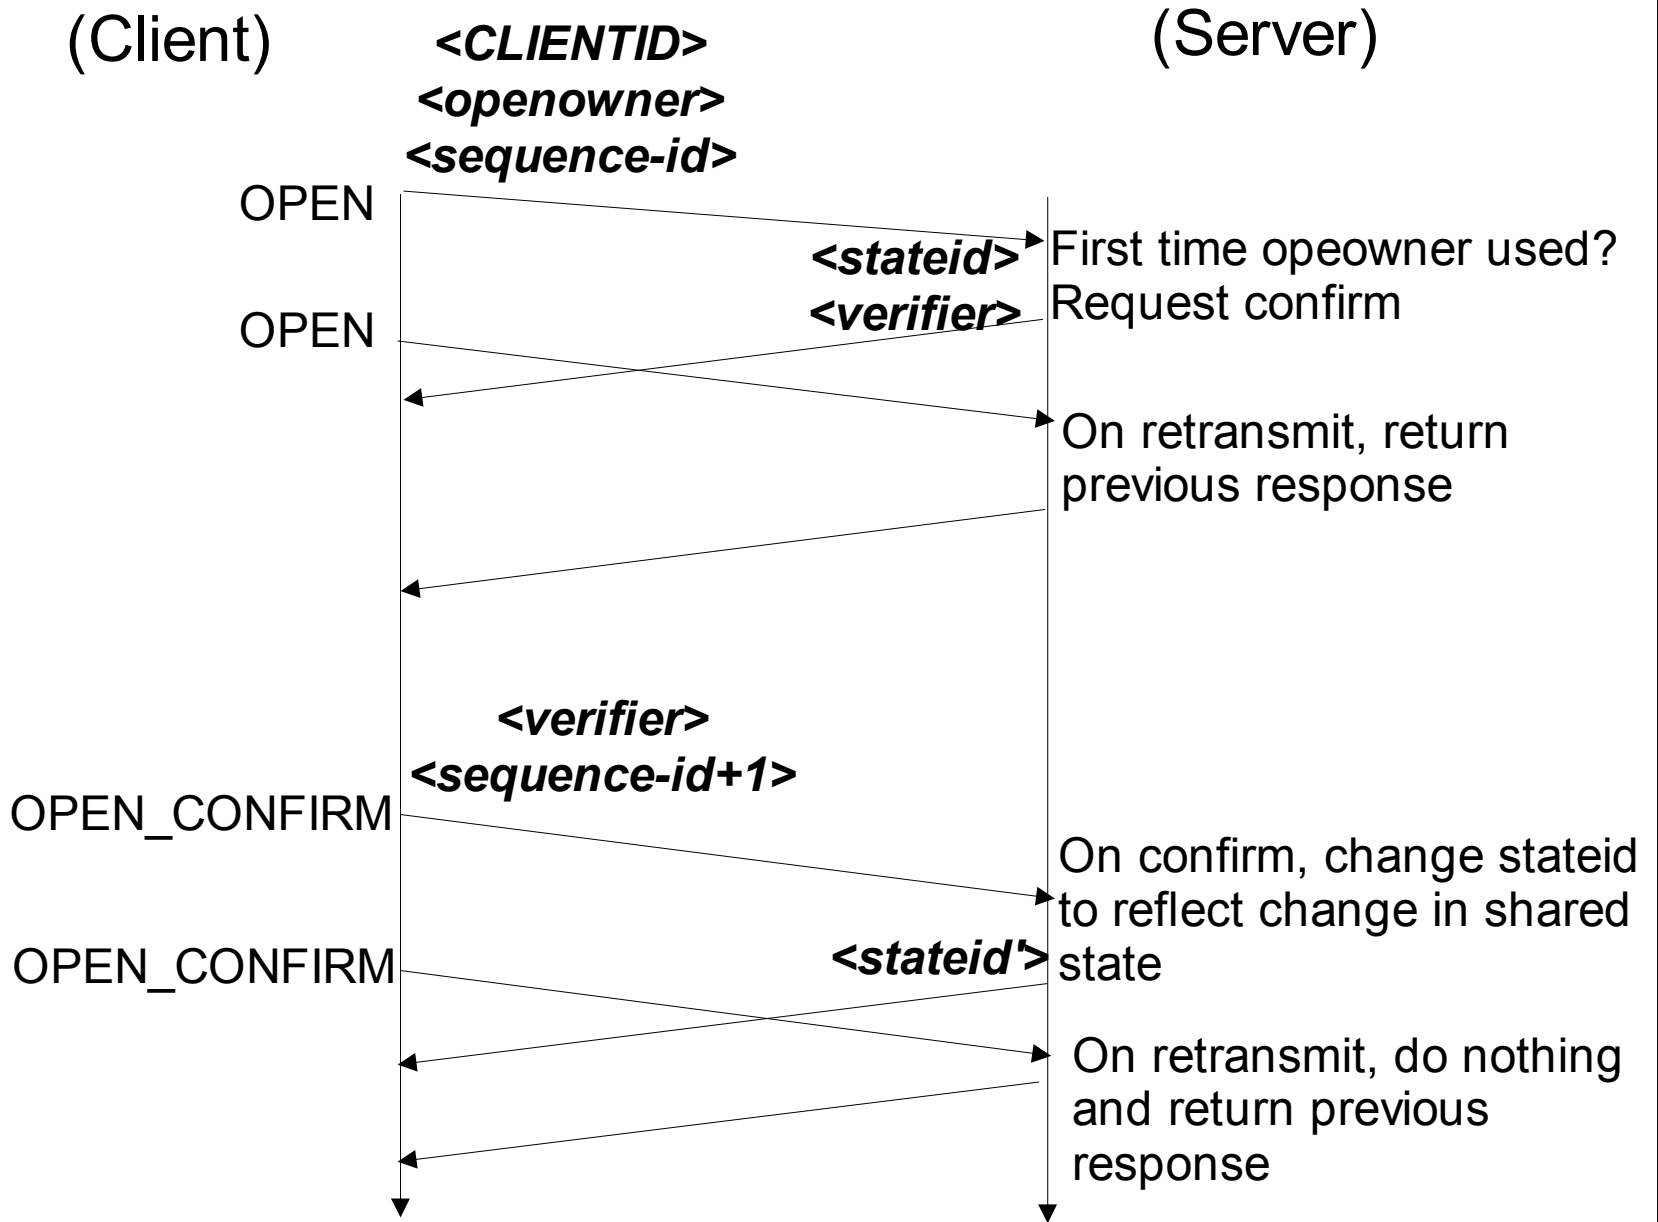 (Client)
(Server)
<CLIENTID>
<openowner>
<sequence-id>
OPEN
First time opeowner used?
Request confirm
<stateid>
<verifier>
OPEN
On retransmit, return
previous response
<verifier>
<sequence-id+1>
OPEN_CONFIRM
On confirm, change stateid
to reflect change in shared
state
<stateid'>
OPEN_CONFIRM
On retransmit, do nothing
and return previous
response